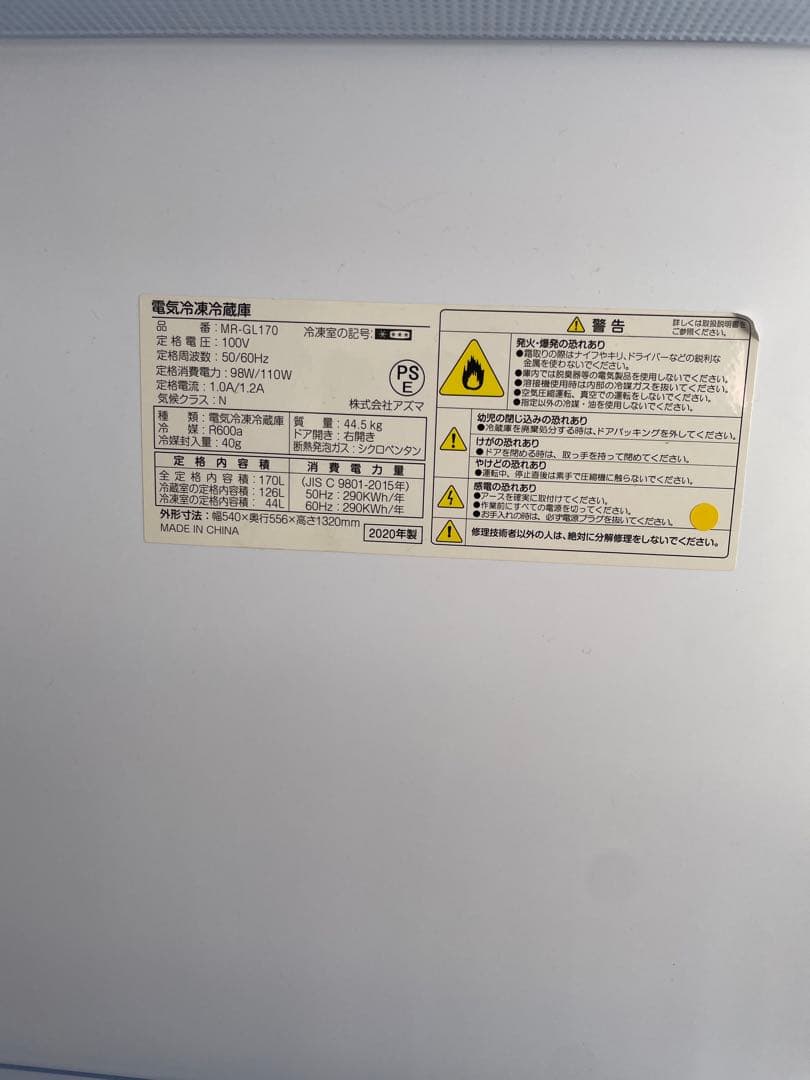 電気冷凍冷蔵庫
品番：MR-GL170
冷凍室の記号：
定格電圧：100V
定格周波数：50/60Hz
定格消費電力：98W/110W
定格電流：1.0A/1.2A
気候クラス：N
PS
E
株式会社アズマ
種類：電気冷凍冷蔵庫
冷媒：R600a
冷媒封入量：40g
質量：44.5kg
ドア開き：右開き
断熱発泡ガス：シクロペンタン
定格内容積
全定格内容積：170L
冷蔵室の定格内容積：126L
冷凍室の定格内容積：44L
消費電力量
(JIS C 9801-2015年)
50Hz：290KWh/年
60Hz：290KWh/年
外形寸法：幅540×奥行556×高さ1320mm
MADE IN CHINA
2020年製
警告
詳しくは取扱説明書を
ご参照ください。
発火・爆発の恐れあり
●霜取りの際はナイフやキリ、ドライバーなどの鋭利な
金属を使わないでください。
●庫内では脱臭器等の電気製品を使用しないでください。
●溶接機使用時は内部の冷媒ガスを抜いてください。
●空気圧縮運転、真空での運転をしないでください。
●指定以外の冷媒・油を使用しないでください。
幼児の閉じ込みの恐れあり
●冷蔵庫を廃棄処分する時は、ドアパッキングを外してください。
けがの恐れあり
●ドアを閉める時は、取っ手を持って閉めてください。
やけどの恐れあり
●運転中、停止直後は素手で圧縮機に触らないでください。
感電の恐れあり
●アースを確実に取付けてください。
●作業前にすべての電源を切ってください。
●お手入れの時は、必ず電源プラグを抜いてください。
修理技術者以外の人は、絶対に分解修理をしないでください。